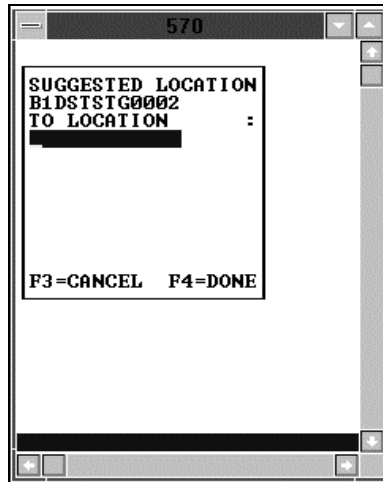 570
SUGGESTED LOCATION
B1DSTSTG0002
TO LOCATION :
F3=CANCEL F4=DONE